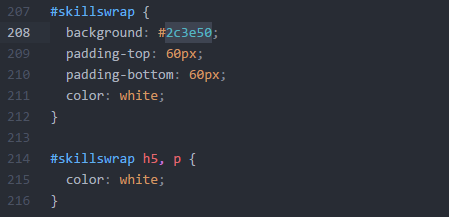 207 #skillswrap {
208   background: #2c3e50;
209   padding-top: 60px;
210   padding-bottom: 60px;
211   color: white;
212 }
213
214 #skillswrap h5, p {
215   color: white;
216 }